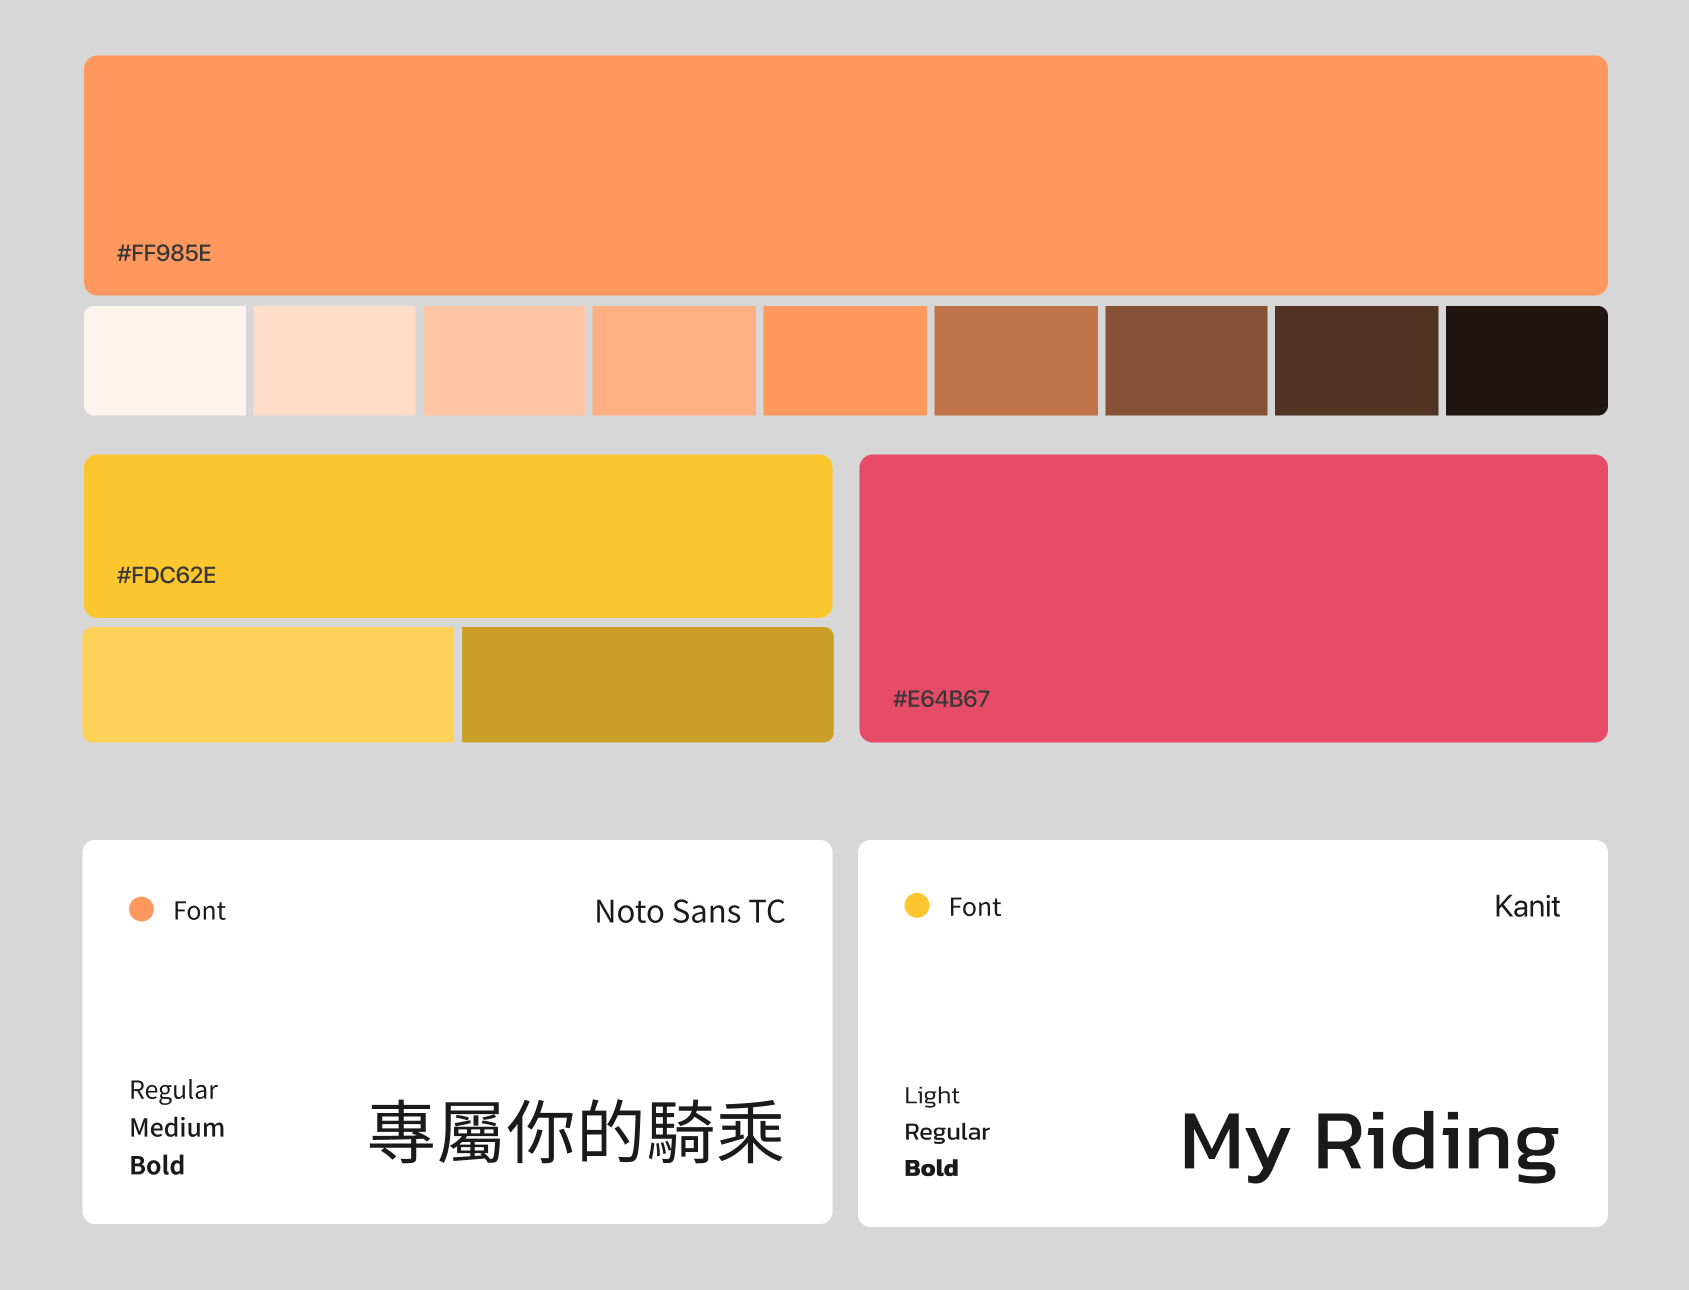 #FF985E
#FDC62E
#E64B67
Font
Noto Sans TC
Regular
Medium
Bold
專屬你的騎乘
Font
Kanit
Light
Regular
Bold
My Riding